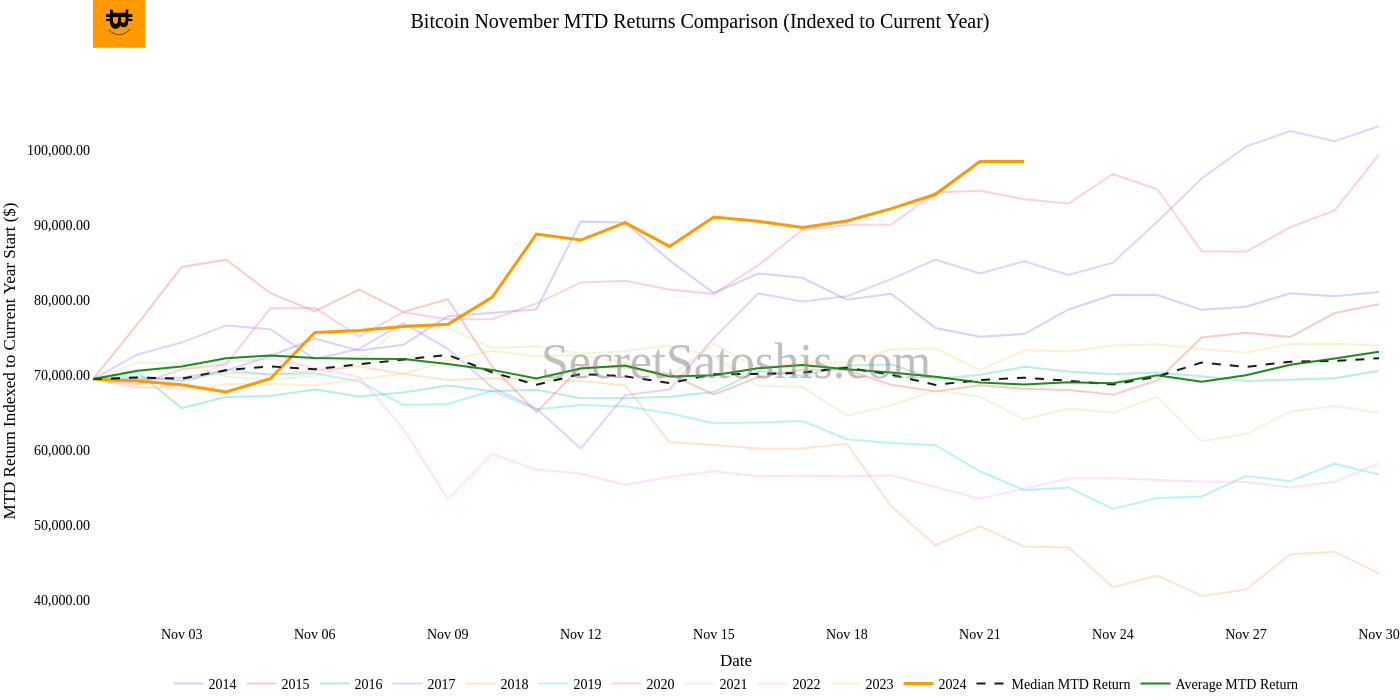 Bitcoin November MTD Returns Comparison (Indexed to Current Year)
MTD Return Indexed to Current Year Start ($)
100,000.00
90,000.00
80,000.00
70,000.00
60,000.00
50,000.00
40,000.00
SecretSatoshis.com
Nov 03 Nov 06 Nov 09 Nov 12 Nov 15 Nov 18 Nov 21 Nov 24 Nov 27 Nov 30
Date
2014 2015 2016 2017 2018 2019 2020 2021 2022 2023 2024 Median MTD Return Average MTD Return